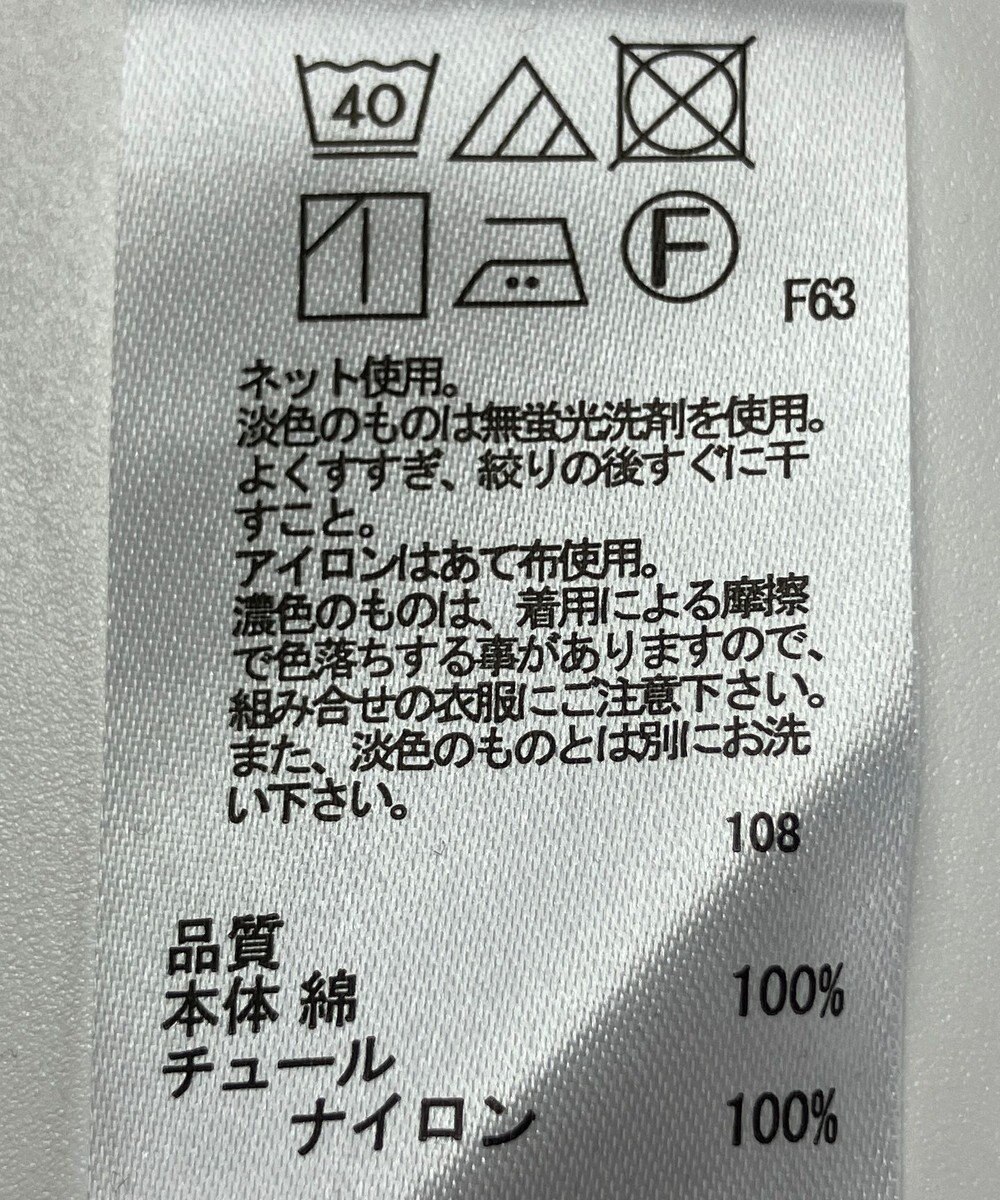 40
F
F63
ネット使用。
淡色のものは無蛍光洗剤を使用。
よくすすぎ、絞りの後すぐに干
すこと。
アイロンはあて布使用。
濃色のものは、着用による摩擦
で色落ちする事がありますので、
組み合せの衣服にご注意下さい。
また、淡色のものとは別にお洗
い下さい。
108
品質
本体 綿 100%
チュール
ナイロン 100%